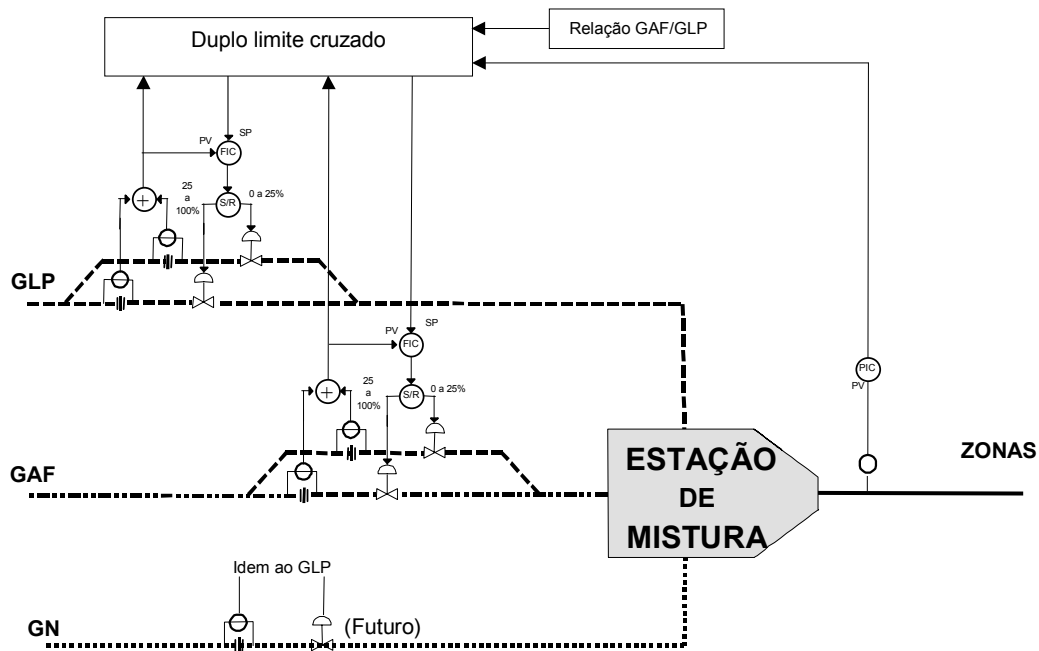 Duplo limite cruzado
Relação GAF/GLP
SP
PV
FIC
25
a
100%
S/R
0 a 25%
+
GLP
SP
PV
FIC
25
a
100%
S/R
0 a 25%
+
PIC
PV
GAF
ESTAÇÃO
DE
MISTURA
ZONAS
Idem ao GLP
GN
(Futuro)